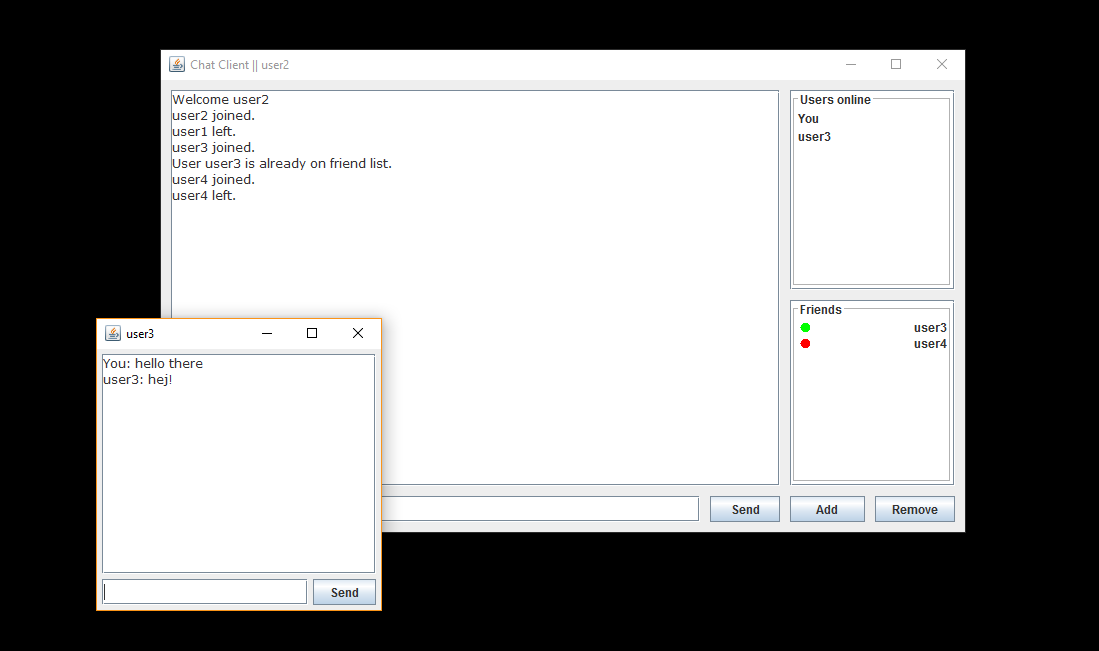 Chat Client || user2
Welcome user2
user2 joined.
user1 left.
user3 joined.
User user3 is already on friend list.
user4 joined.
user4 left.
Users online
You
user3
Friends
user3
user4
Send
Add
Remove
user3
You: hello there
user3: hej!
Send